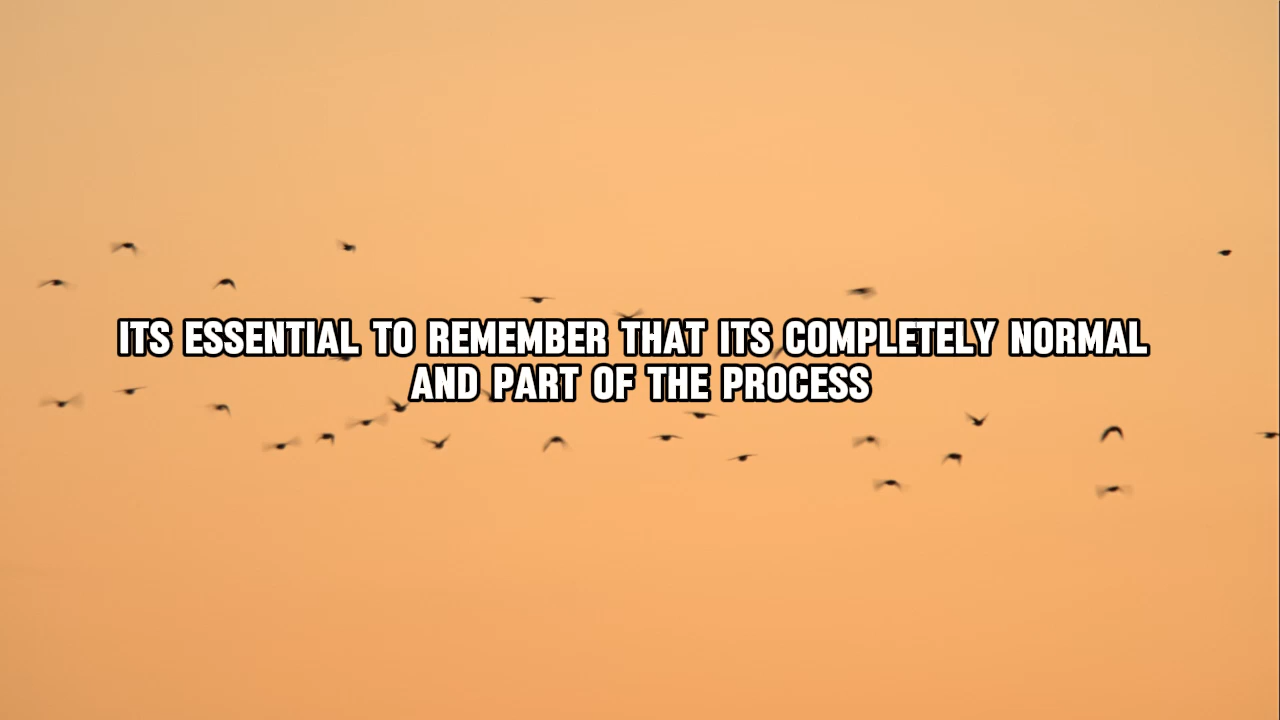 ITS ESSENTIAL TO REMEMBER THAT ITS COMPLETELY NORMAL
AND PART OF THE PROCESS